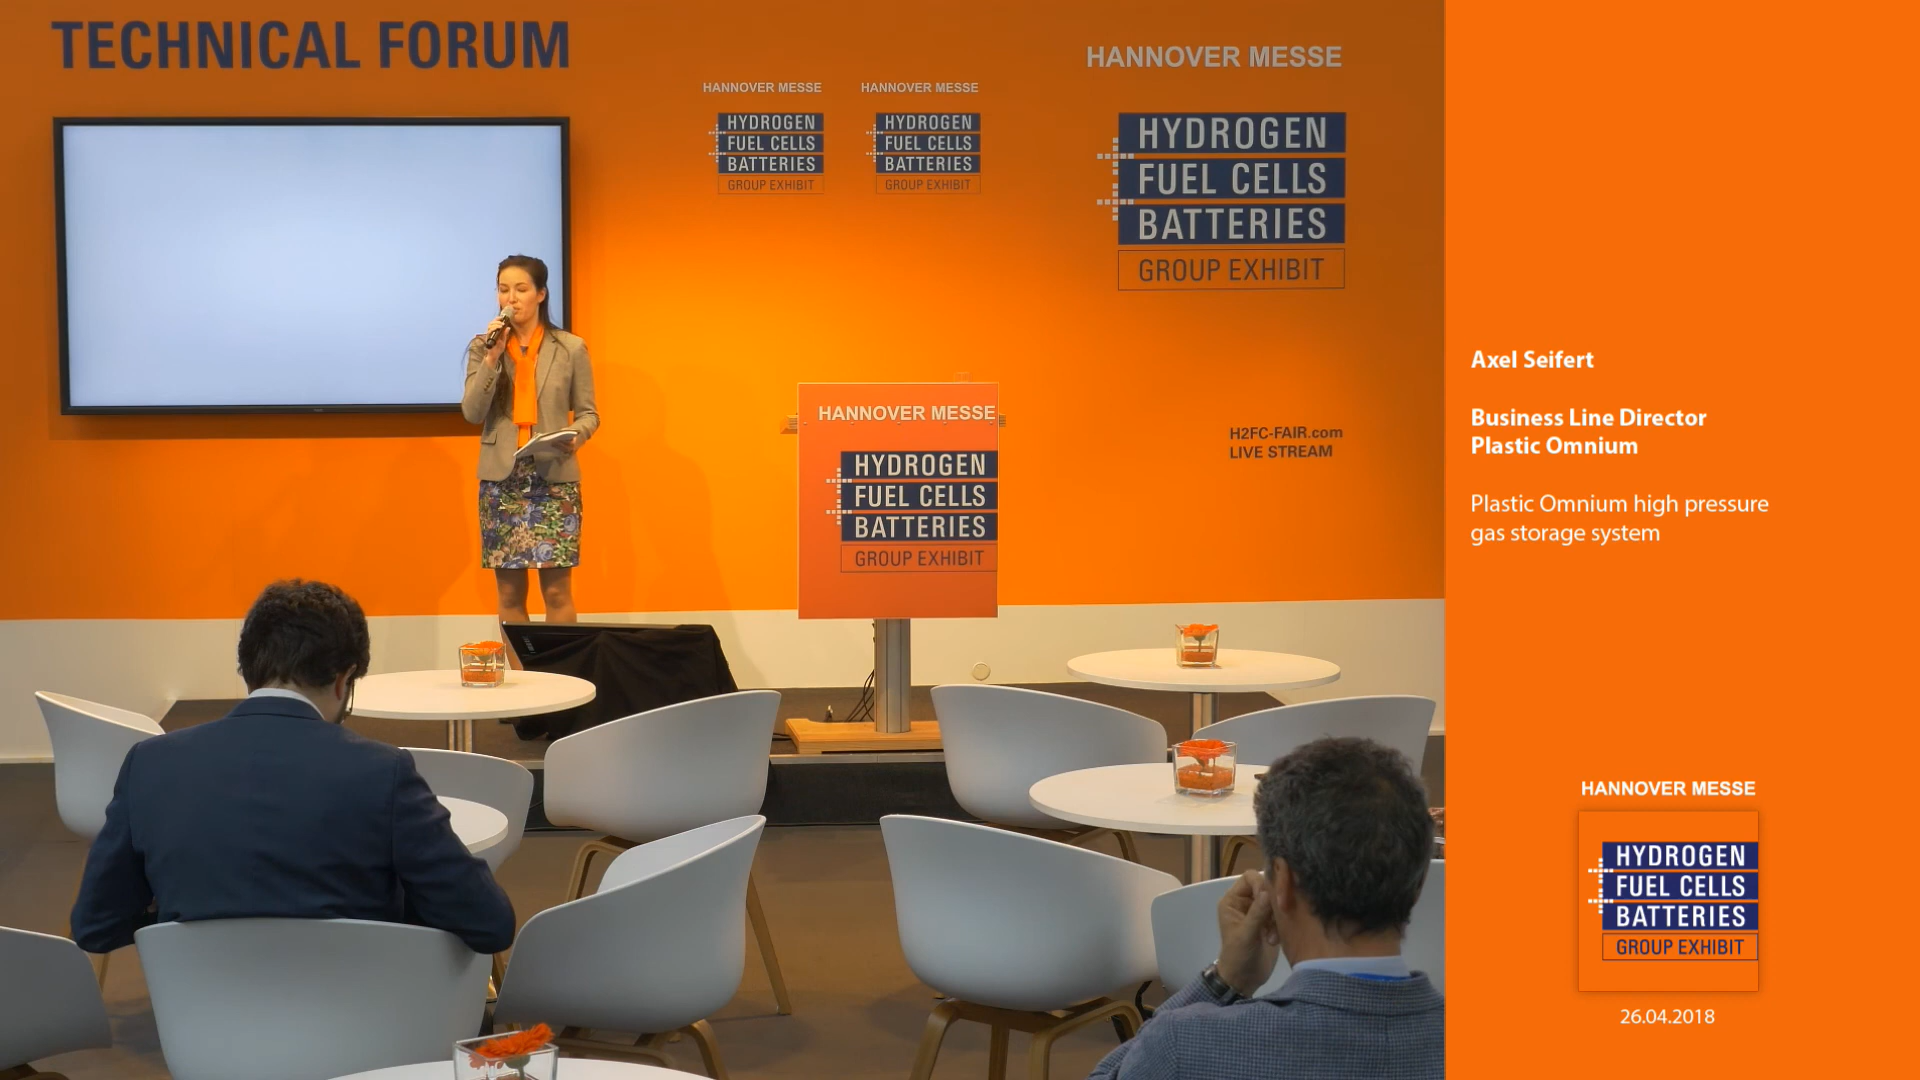 TECHNICAL FORUM
HANNOVER MESSE
HYDROGEN
FUEL CELLS
BATTERIES
GROUP EXHIBIT
HANNOVER MESSE
HYDROGEN
FUEL CELLS
BATTERIES
GROUP EXHIBIT
HANNOVER MESSE
HYDROGEN
FUEL CELLS
BATTERIES
GROUP EXHIBIT
HANNOVER MESSE
HYDROGEN
FUEL CELLS
BATTERIES
GROUP EXHIBIT
H2FC-FAIR.com
LIVE STREAM
Axel Seifert
Business Line Director
Plastic Omnium
Plastic Omnium high pressure
gas storage system
HANNOVER MESSE
HYDROGEN
FUEL CELLS
BATTERIES
GROUP EXHIBIT
26.04.2018